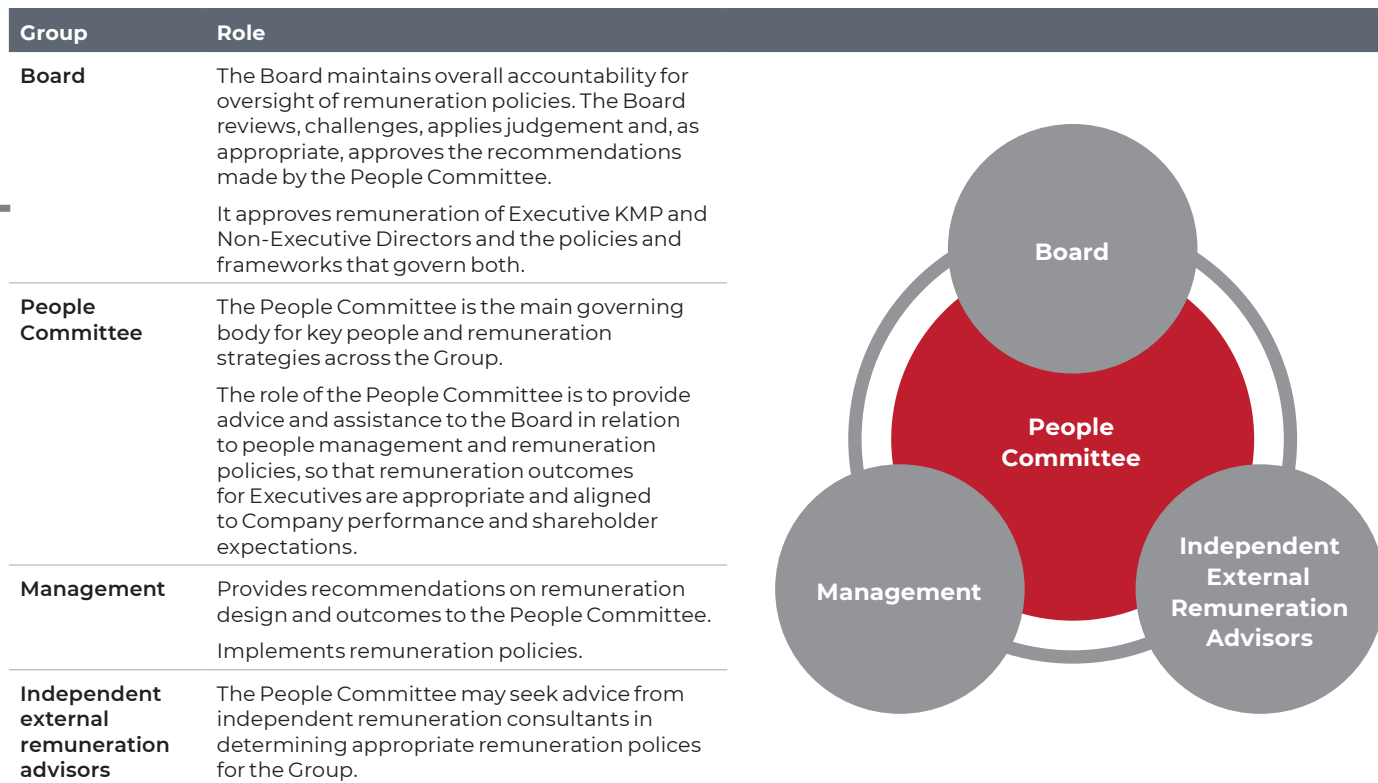 Group Role
Board
The Board maintains overall accountability for
oversight of remuneration policies. The Board
reviews, challenges, applies judgement and, as
appropriate, approves the recommendations
made by the People Committee.
It approves remuneration of Executive KMP and
Non-Executive Directors and the policies and
frameworks that govern both.
People
Committee
The People Committee is the main governing
body for key people and remuneration
strategies across the Group.
The role of the People Committee is to provide
advice and assistance to the Board in relation
to people management and remuneration
policies, so that remuneration outcomes
for Executives are appropriate and aligned
to Company performance and shareholder
expectations.
Management
Provides recommendations on remuneration
design and outcomes to the People Committee.
Implements remuneration policies.
Independent
external
remuneration
advisors
The People Committee may seek advice from
independent remuneration consultants in
determining appropriate remuneration polices
for the Group.
Board
People
Committee
Management
Independent
External
Remuneration
Advisors